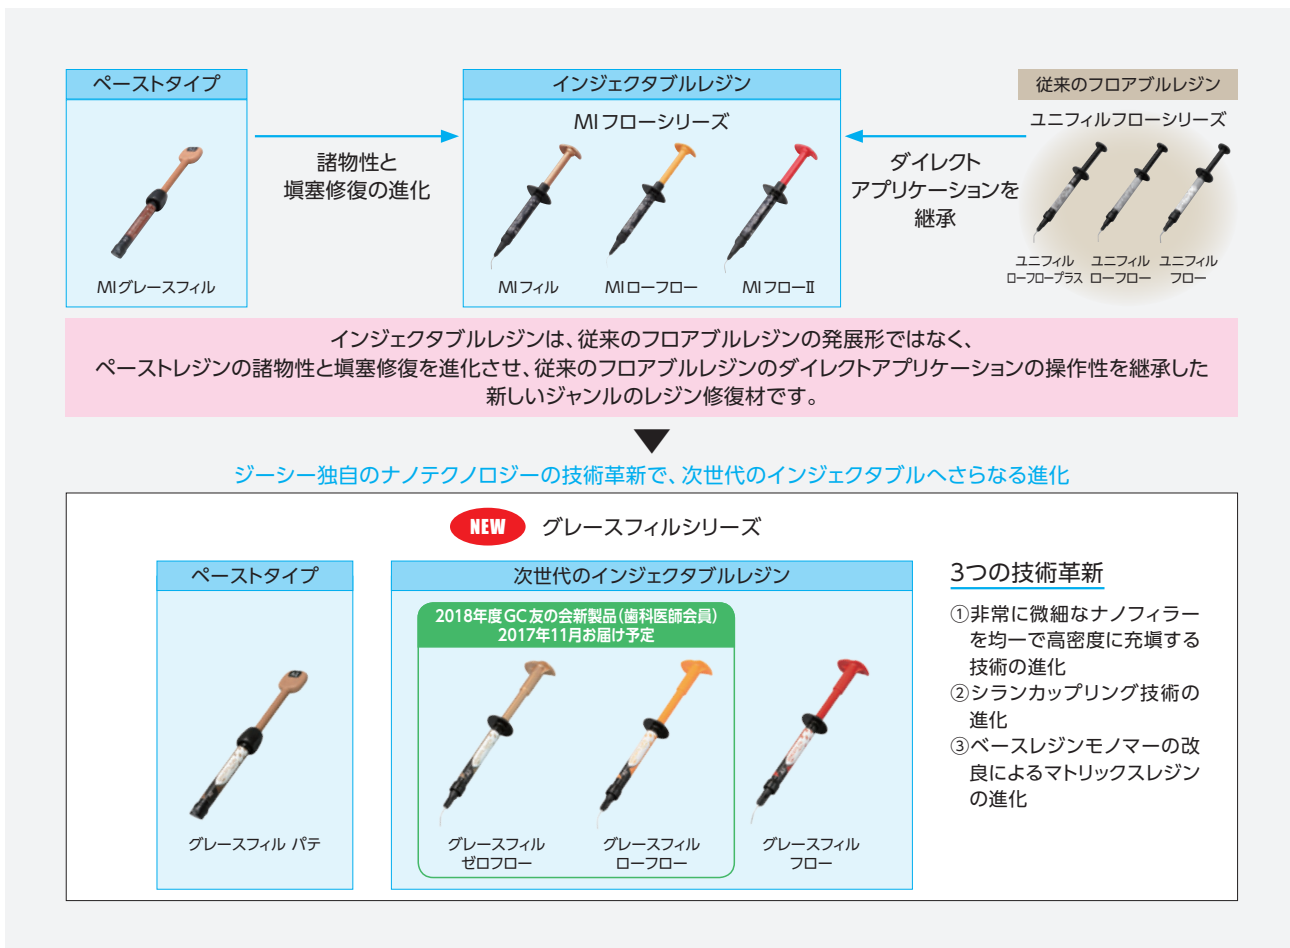 ペーストタイプ
MIグレースフィル
諸物性と
塡塞修復の進化
インジェクタブルレジン
MIフローシリーズ
MIフィル
MIローフロー
MIフローⅡ
ダイレクト
アプリケーションを
継承
従来のフロアブルレジン
ユニフィルフローシリーズ
ユニフィル
ローフロープラス
ユニフィル
ローフロー
ユニフィル
フロー
インジェクタブルレジンは、従来のフロアブルレジンの発展形ではなく、
ペーストレジンの諸物性と塡塞修復を進化させ、従来のフロアブルレジンのダイレクトアプリケーションの操作性を継承した
新しいジャンルのレジン修復材です。
ジーシー独自のナノテクノロジーの技術革新で、次世代のインジェクタブルへさらなる進化
NEW グレースフィルシリーズ
ペーストタイプ
グレースフィル パテ
次世代のインジェクタブルレジン
2018年度GC友の会新製品(歯科医師会員)
2017年11月お届け予定
グレースフィル
ゼロフロー
グレースフィル
ローフロー
グレースフィル
フロー
3つの技術革新
①非常に微細なナノフィラー
を均一で高密度に充塡する
技術の進化
②シランカップリング技術の
進化
③ベースレジンモノマーの改
良によるマトリックスレジン
の進化